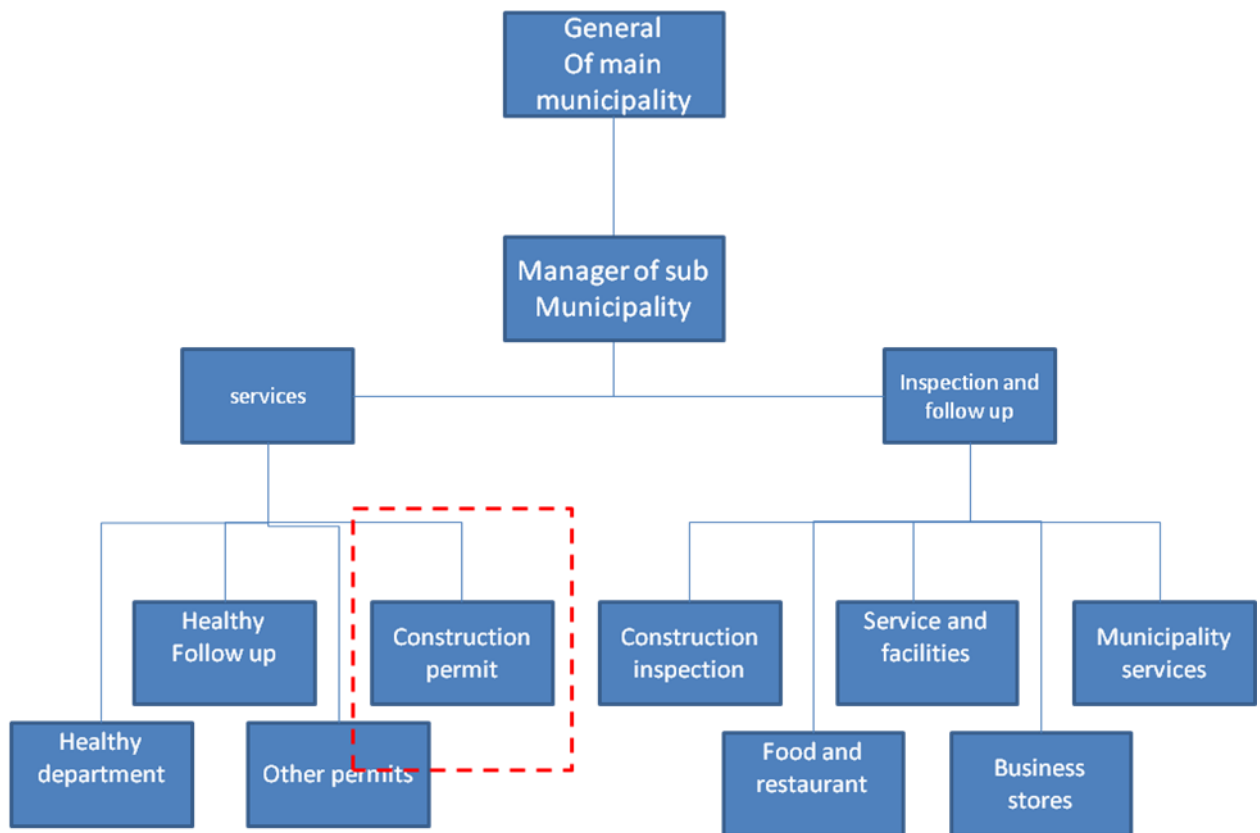 General
Of main
municipality
Manager of sub
Municipality
services
Inspection and
follow up
Healthy
Follow up
Construction
permit
Construction
inspection
Service and
facilities
Municipality
services
Healthy
department
Other permits
Food and
restaurant
Business
stores